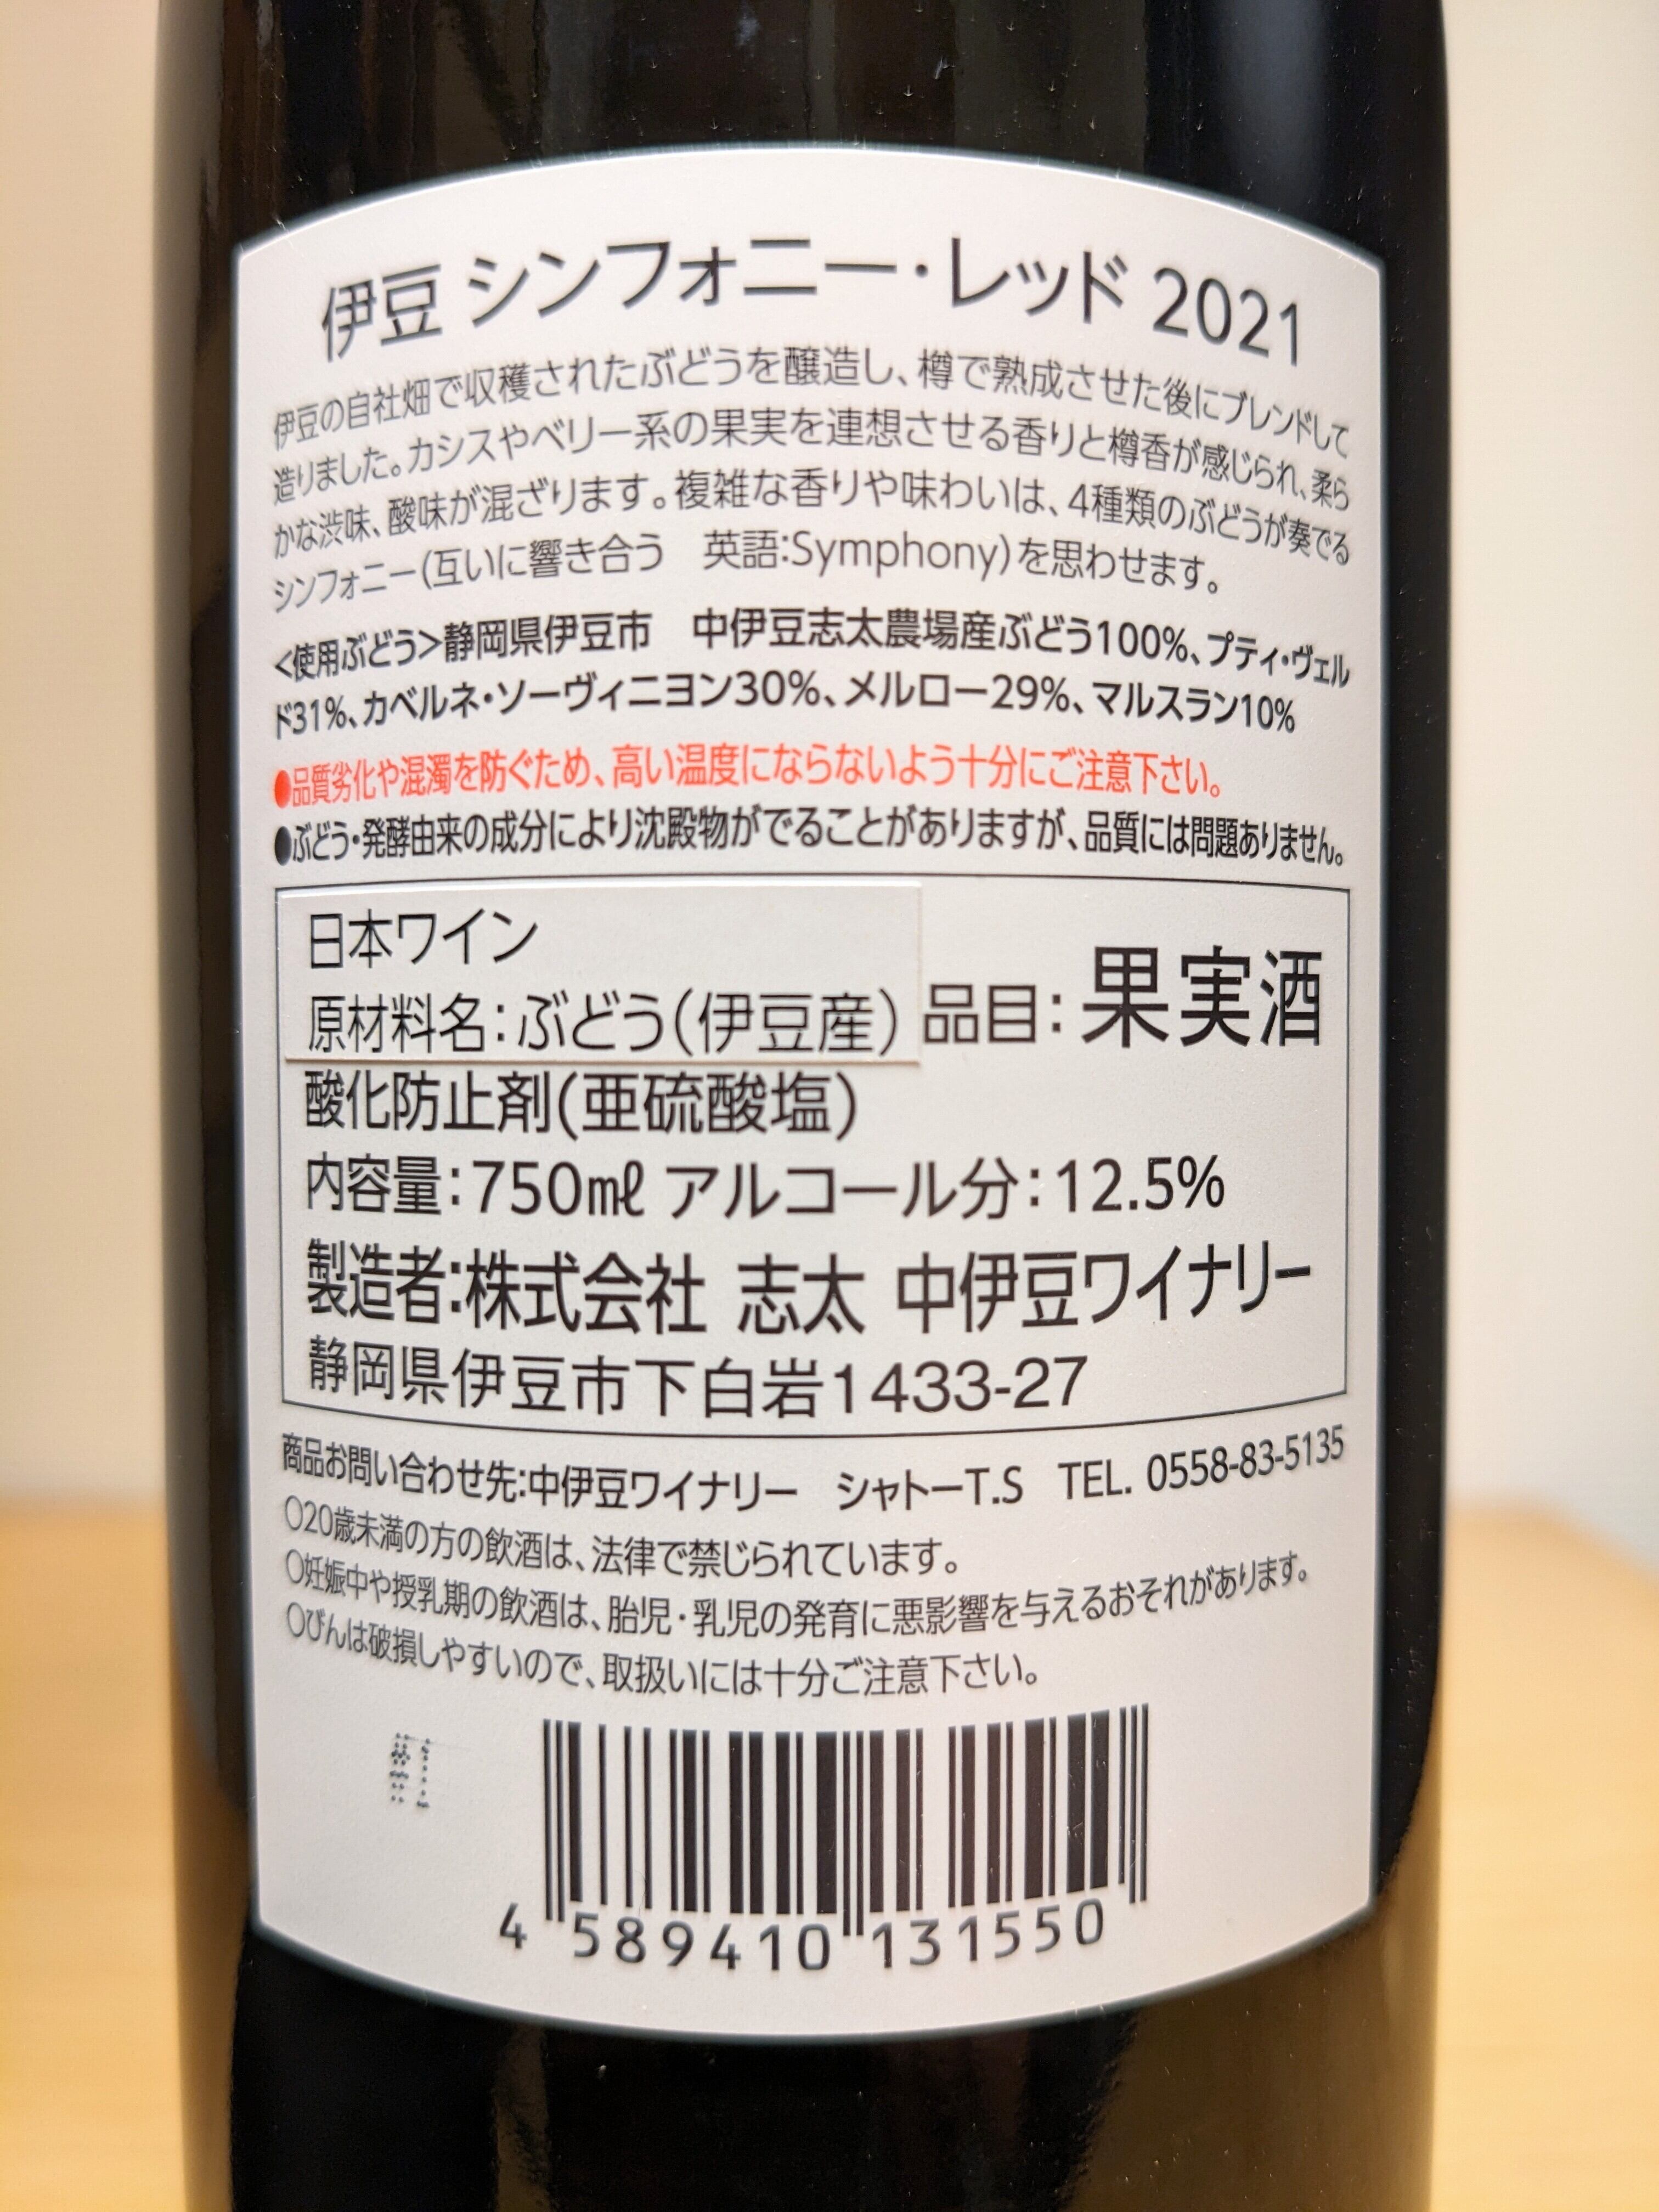 伊豆 シンフォニー・レッド 2021
伊豆の自社畑で収穫されたぶどうを醸造し、樽で熟成させた後にブレンドして
造りました。カシスやベリー系の果実を連想させる香りと樽香が感じられ、柔ら
かな渋味、酸味が混ざります。複雑な香りや味わいは、4種類のぶどうが奏でる
シンフォニー(互いに響き合う　英語:Symphony)を思わせます。
<使用ぶどう>静岡県伊豆市　中伊豆志太農場産ぶどう100%、プティ・ヴェル
ド31%、カベルネ・ソーヴィニヨン30%、メルロー29%、マルスラン10%
●品質劣化や混濁を防ぐため、高い温度にならないよう十分にご注意下さい。
●ぶどう・発酵由来の成分により沈殿物がでることがありますが、品質には問題ありません。
日本ワイン
原材料名:ぶどう(伊豆産) 品目:果実酒
酸化防止剤(亜硫酸塩)
内容量:750㎖ アルコール分:12.5%
製造者:株式会社 志太 中伊豆ワイナリー
静岡県伊豆市下白岩1433-27
商品お問い合わせ先:中伊豆ワイナリー　シャトーT.S　TEL. 0558-83-5135
○20歳未満の方の飲酒は、法律で禁じられています。
○妊娠中や授乳期の飲酒は、胎児・乳児の発育に悪影響を与えるおそれがあります。
○びんは破損しやすいので、取扱いには十分ご注意下さい。
#1
4 589410 131550